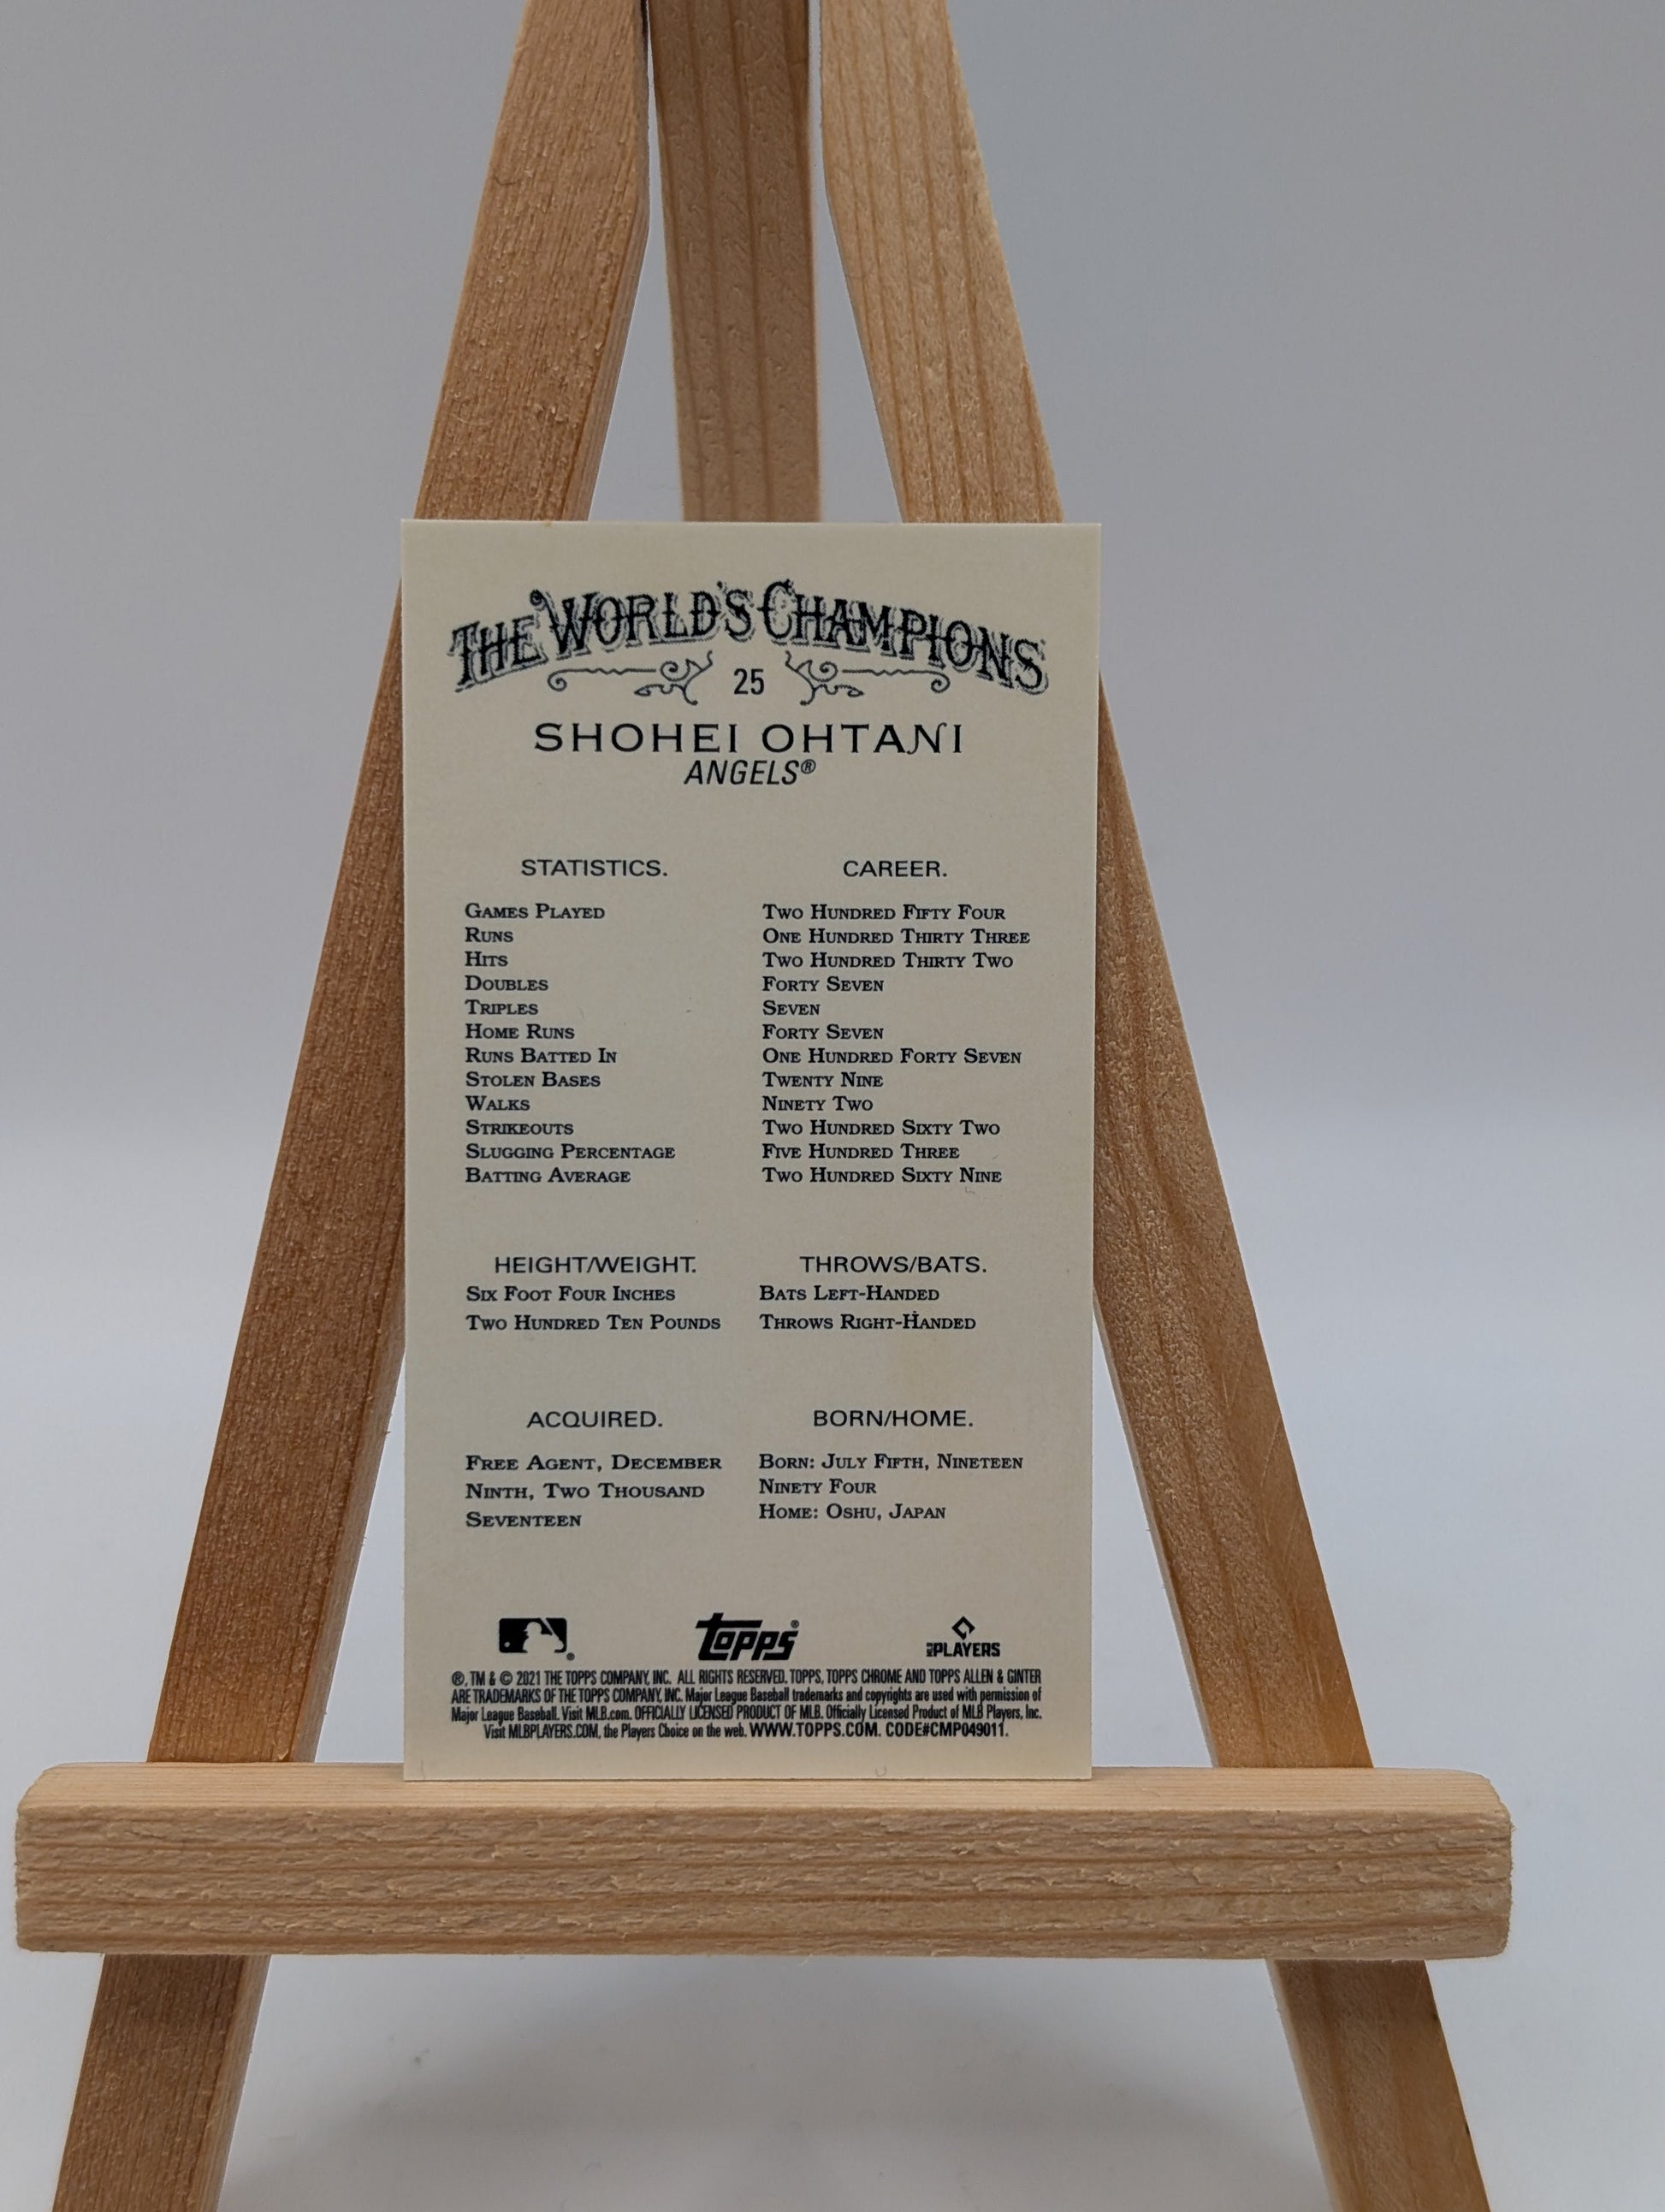 THE WORLD'S CHAMPIONS
25
SHOHEI OHTANI
ANGELS®
STATISTICS. CAREER.
GAMES PLAYED TWO HUNDRED FIFTY FOUR
RUNS ONE HUNDRED THIRTY THREE
HITS TWO HUNDRED THIRTY TWO
DOUBLES FORTY SEVEN
TRIPLES SEVEN
HOME RUNS FORTY SEVEN
RUNS BATTED IN ONE HUNDRED FORTY SEVEN
STOLEN BASES TWENTY NINE
WALKS NINETY TWO
STRIKEOUTS TWO HUNDRED SIXTY TWO
SLUGGING PERCENTAGE FIVE HUNDRED THREE
BATTING AVERAGE TWO HUNDRED SIXTY NINE
HEIGHT/WEIGHT.
SIX FOOT FOUR INCHES
TWO HUNDRED TEN POUNDS
THROWS/BATS.
BATS LEFT-HANDED
THROWS RIGHT-HANDED
ACQUIRED.
FREE AGENT, DECEMBER
NINTH, TWO THOUSAND
SEVENTEEN
BORN/HOME.
BORN: JULY FIFTH, NINETEEN
NINETY FOUR
HOME: OSHU, JAPAN
topps®
MLB PLAYERS
®, TM & © 2021 THE TOPPS COMPANY, INC. ALL RIGHTS RESERVED. TOPPS, TOPPS CHROME AND TOPPS ALLEN & GINTER
ARE TRADEMARKS OF THE TOPPS COMPANY, INC. Major League Baseball trademarks and copyrights are used with permission of
Major League Baseball. Visit MLB.com. OFFICIALLY LICENSED PRODUCT OF MLB. Officially Licensed Product of MLB Players, Inc.
Visit MLBPLAYERS.COM, the Players Choice on the web. WWW.TOPPS.COM. CODE#CMP049011.